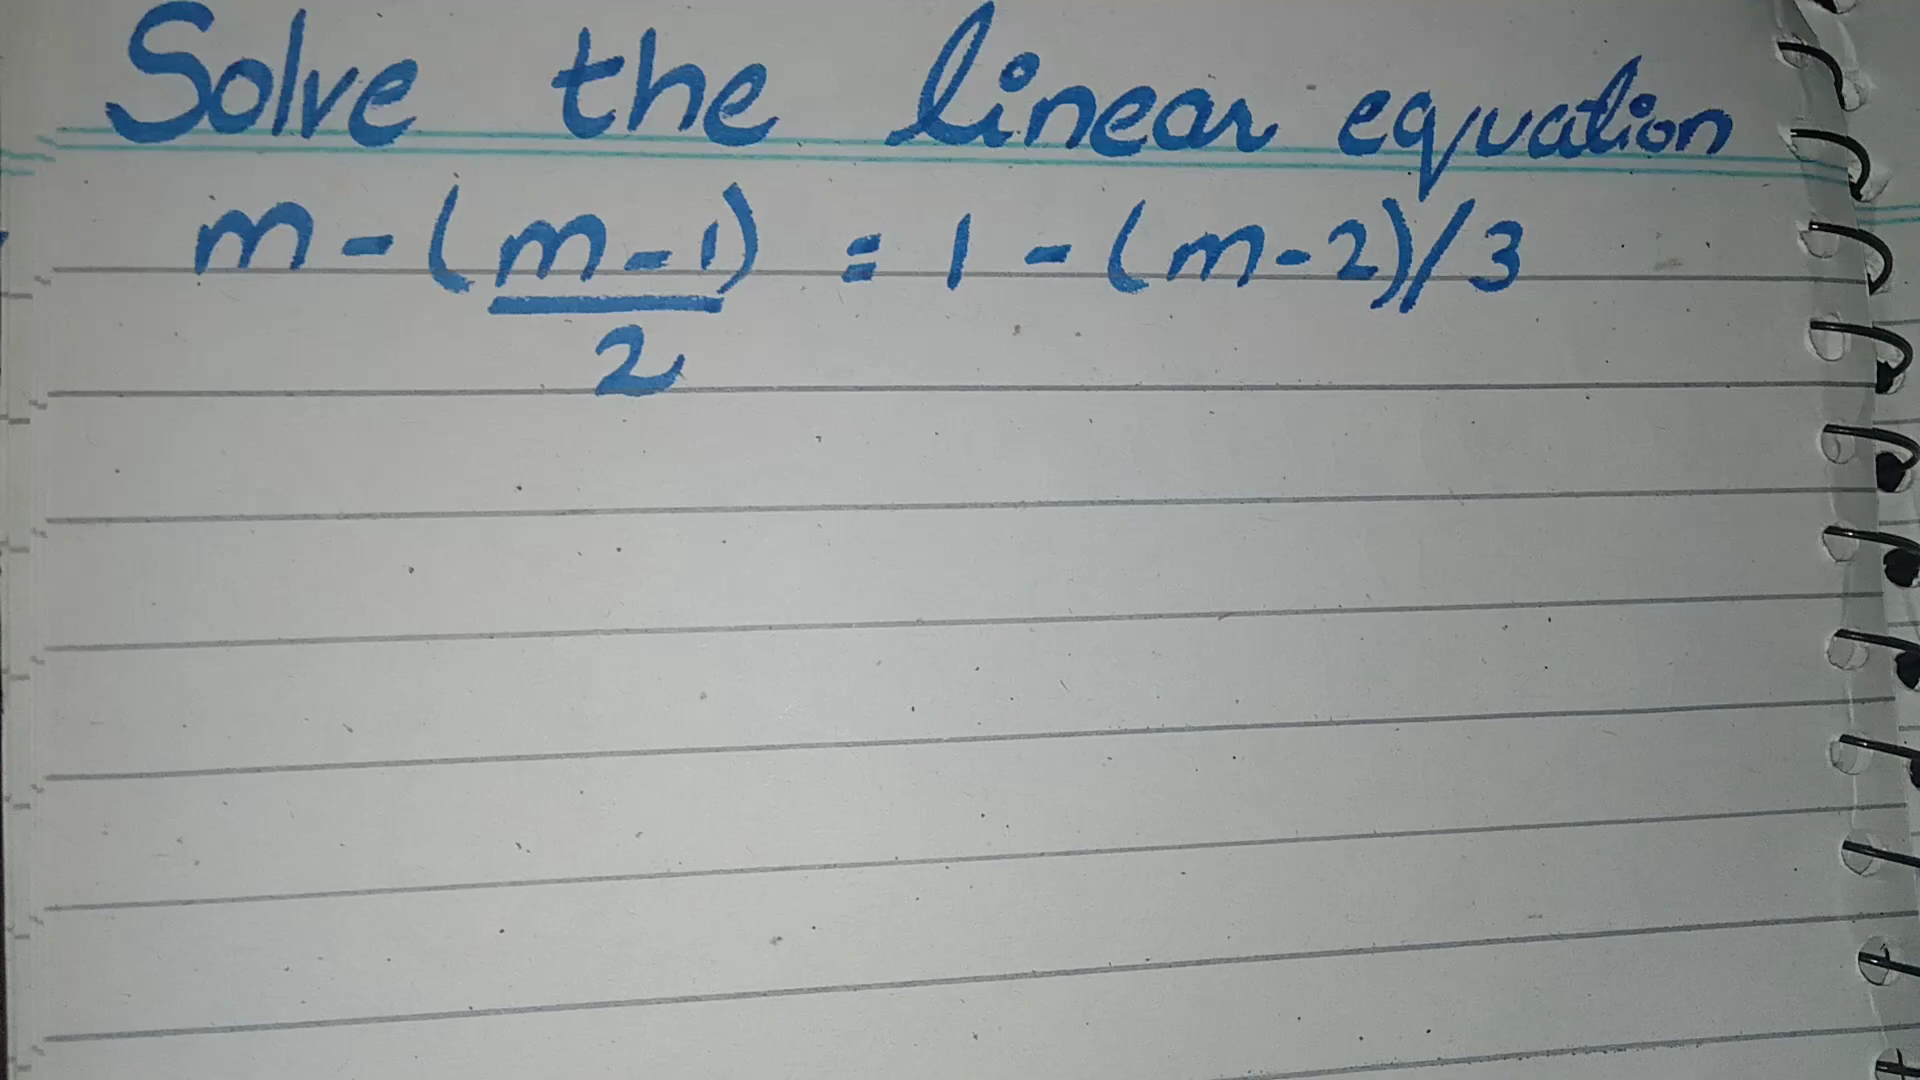 Solve the linear equation
m - (m-1)/2 = 1 - (m-2)/3